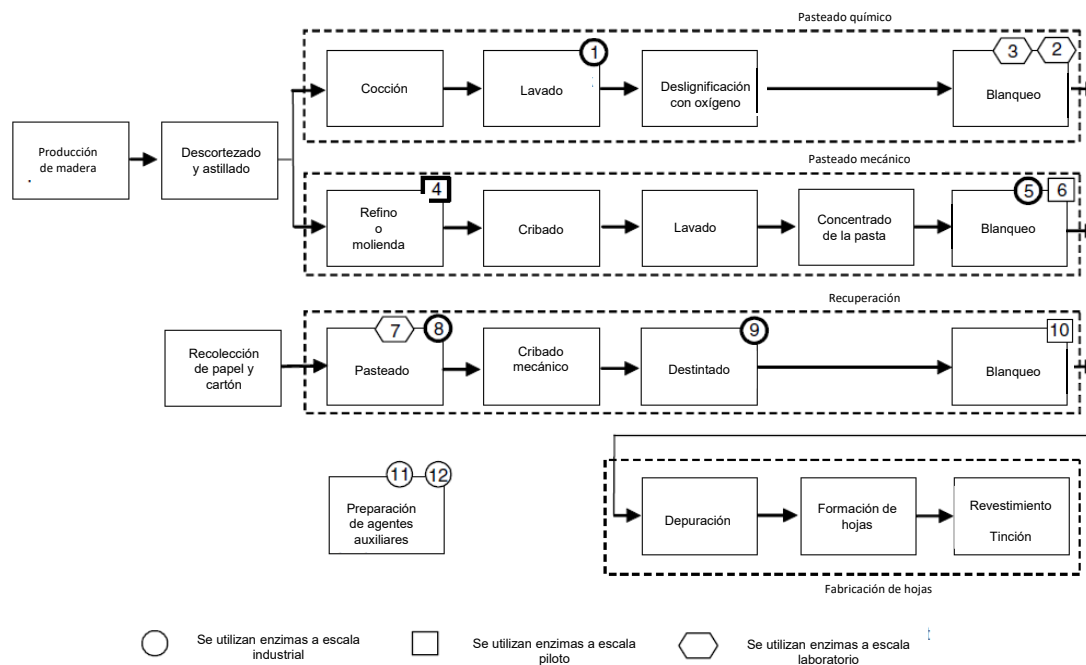 Pasteado químico
1
3
2
Cocción
Lavado
Deslignificación
con oxígeno
Blanqueo
Producción
de madera
Descortezado
y astillado
Pasteado mecánico
4
5
6
Refino
o
molienda
Cribado
Lavado
Concentrado
de la pasta
Blanqueo
Recuperación
7
8
9
10
Recolección
de papel y
cartón
Pasteado
Cribado
mecánico
Destintado
Blanqueo
11
12
Preparación
de agentes
auxiliares
Depuración
Formación de
hojas
Revestimiento
Tinción
Fabricación de hojas
Se utilizan enzimas a escala
industrial
Se utilizan enzimas a escala
piloto
Se utilizan enzimas a escala
laboratorio